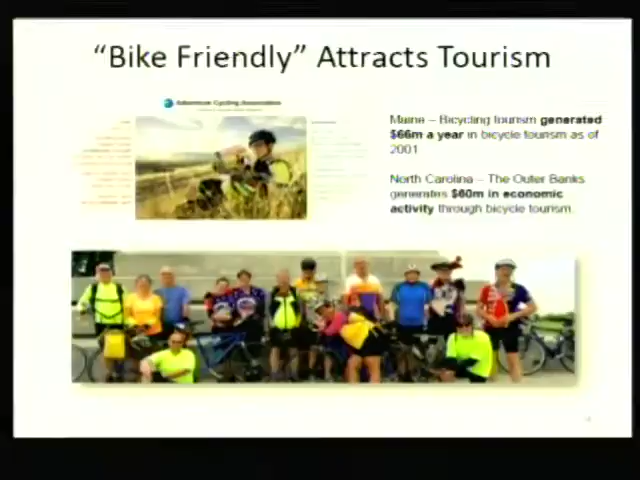 “Bike Friendly” Attracts Tourism
Adventure Cycling Association
Maine – Bicycling tourism generated
$66m a year in bicycle tourism as of
2001
North Carolina – The Outer Banks
generates $60m in economic
activity through bicycle tourism.